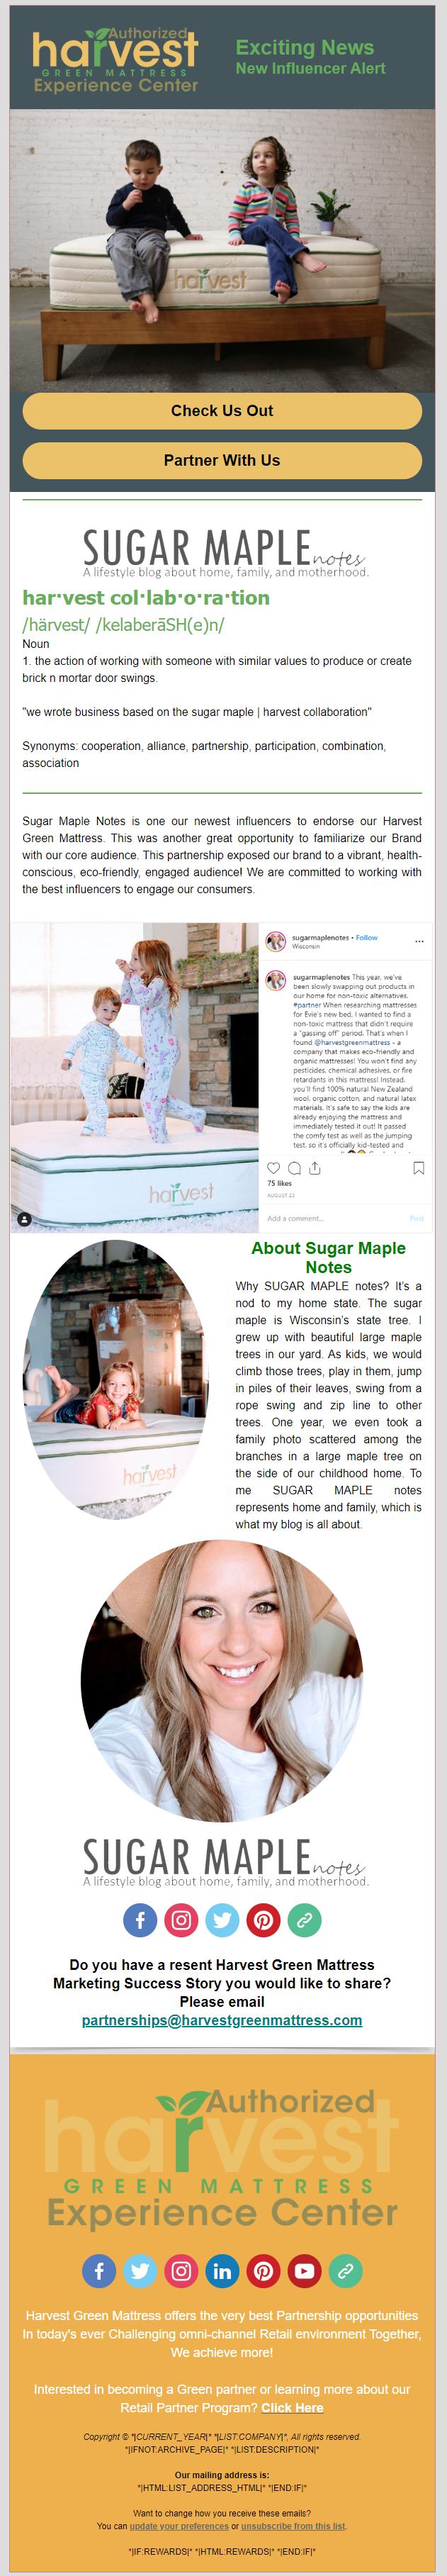 Authorized
harvest
GREEN MATTRESS
Experience Center
Exciting News
New Influencer Alert
harvest
Check Us Out
Partner With Us
SUGAR MAPLE notes
A lifestyle blog about home, family, and motherhood.
har·vest col·lab·o·ra·tion
/härvest/ /kelaberāSH(e)n/
Noun
1. the action of working with someone with similar values to produce or create
brick n mortar door swings.
"we wrote business based on the sugar maple | harvest collaboration"
Synonyms: cooperation, alliance, partnership, participation, combination,
association
Sugar Maple Notes is one our newest influencers to endorse our Harvest
Green Mattress. This was another great opportunity to familiarize our Brand
with our core audience. This partnership exposed our brand to a vibrant, health-
conscious, eco-friendly, engaged audience! We are committed to working with
the best influencers to engage our consumers.
harvest
sugarmaplenotes • Follow
Wisconsin
sugarmaplenotes This year, we've
been slowly swapping out products in
our home for non-toxic alternatives.
#partner When researching mattresses
for Evie's new bed, I wanted to find a
non-toxic mattress that didn't require
a "gassing off" period. That's when I
found @harvestgreenmattress - a
company that makes eco-friendly and
organic mattresses! You won't find any
pesticides, chemical adhesives, or fire
retardants in this mattress! Instead,
you'll find 100% natural New Zealand
wool, organic cotton, and natural latex
materials. It's safe to say the kids are
already enjoying the mattress and
immediately tested it out! It passed
the comfy test as well as the jumping
test, so it's officially kid-tested and
75 likes
AUGUST 23
Add a comment...
Post
About Sugar Maple
Notes
Why SUGAR MAPLE notes? It's a
nod to my home state. The sugar
maple is Wisconsin's state tree. I
grew up with beautiful large maple
trees in our yard. As kids, we would
climb those trees, play in them, jump
in piles of their leaves, swing from a
rope swing and zip line to other
trees. One year, we even took a
family photo scattered among the
branches in a large maple tree on
the side of our childhood home. To
me SUGAR MAPLE notes
represents home and family, which is
what my blog is all about.
harvest
SUGAR MAPLE notes
A lifestyle blog about home, family, and motherhood.
Do you have a resent Harvest Green Mattress
Marketing Success Story you would like to share?
Please email
partnerships@harvestgreenmattress.com
Authorized
harvest
GREEN MATTRESS
Experience Center
Harvest Green Mattress offers the very best Partnership opportunities
In today's ever Challenging omni-channel Retail environment Together,
We achieve more!
Interested in becoming a Green partner or learning more about our
Retail Partner Program? Click Here
Copyright © *|CURRENT_YEAR|* *|LIST:COMPANY|*, All rights reserved.
*|IFNOT:ARCHIVE_PAGE|* *|LIST:DESCRIPTION|*
Our mailing address is:
*|HTML:LIST_ADDRESS_HTML|* *|END:IF|*
Want to change how you receive these emails?
You can update your preferences or unsubscribe from this list.
*|IF:REWARDS|* *|HTML:REWARDS|* *|END:IF|*